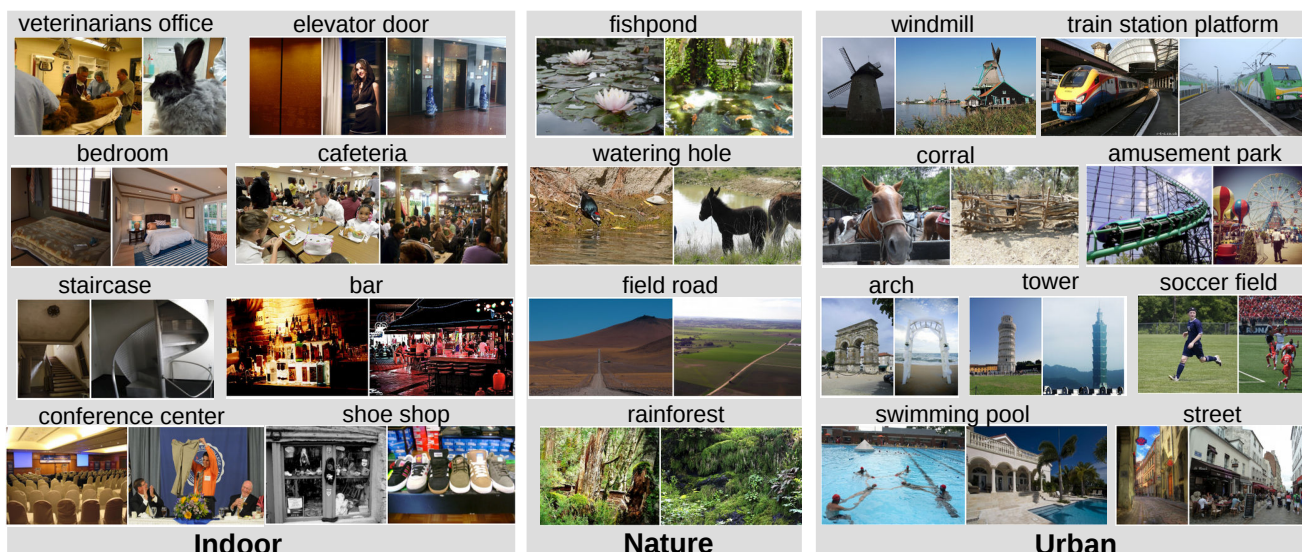 veterinarians office
elevator door
bedroom
cafeteria
staircase
bar
conference center
shoe shop
Indoor
fishpond
watering hole
field road
rainforest
Nature
windmill
train station platform
corral
amusement park
arch
tower
soccer field
swimming pool
street
Urban